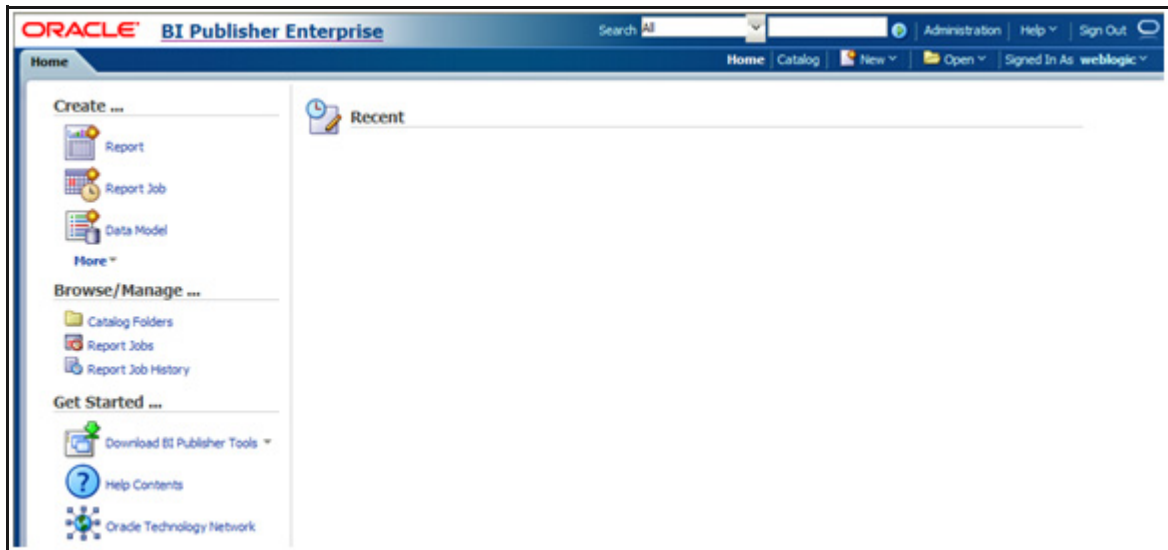 ORACLE BI Publisher Enterprise Search All Administration Help Sign Out
Home Home Catalog New Open Signed In As weblogic
Create ...
Recent
Report
Report Job
Data Model
More
Browse/Manage ...
Catalog Folders
Report Jobs
Report Job History
Get Started ...
Download BI Publisher Tools
Help Contents
Oracle Technology Network